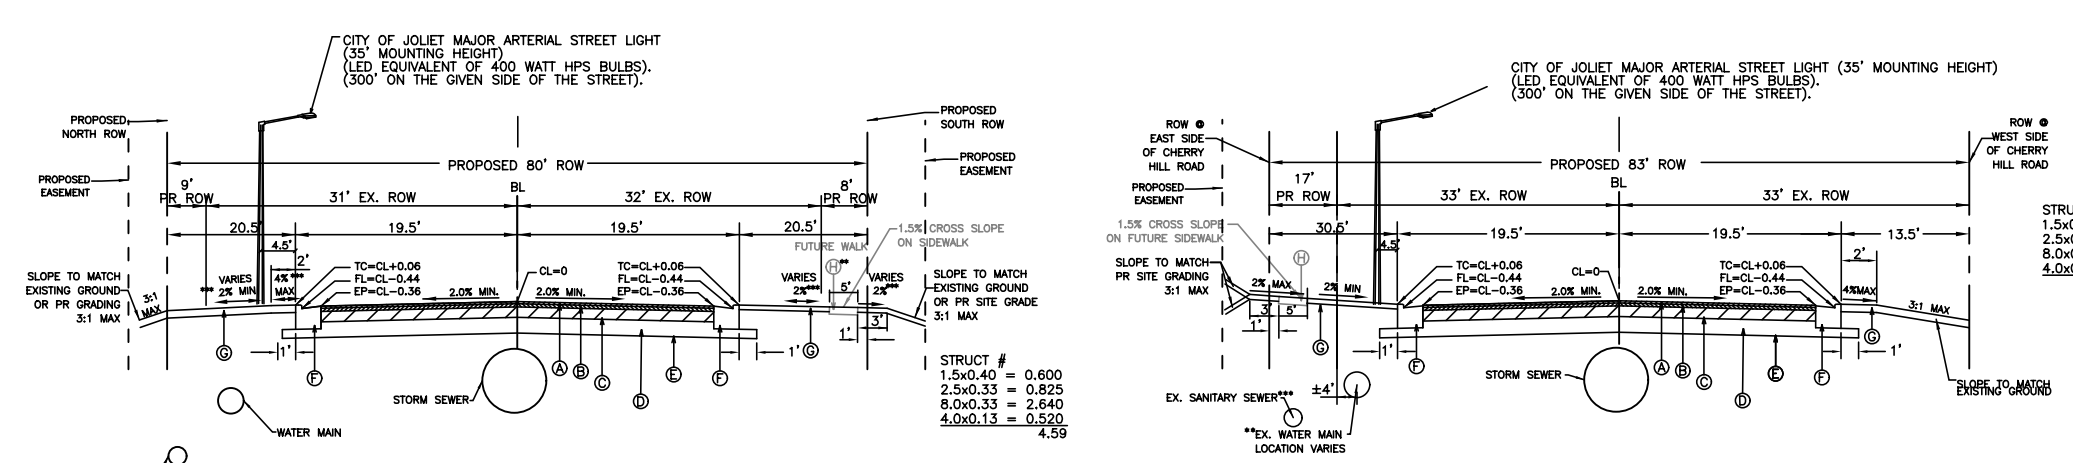 CITY OF JOLIET MAJOR ARTERIAL STREET LIGHT
(35' MOUNTING HEIGHT)
(LED EQUIVALENT OF 400 WATT HPS BULBS).
(300' ON THE GIVEN SIDE OF THE STREET).
PROPOSED
NORTH ROW
PROPOSED
SOUTH ROW
PROPOSED 80' ROW
PROPOSED
EASEMENT
PROPOSED
EASEMENT
9'
PR ROW
31' EX. ROW
BL
32' EX. ROW
8'
PR ROW
20.5'
19.5'
19.5'
20.5'
4.5'
2'
FUTURE WALK
1.5% CROSS SLOPE
ON SIDEWALK
SLOPE TO MATCH
EXISTING GROUND
OR PR GRADING
3:1 MAX
3:1
MAX
***
VARIES
2% MIN
4%***
MAX
TC=CL+0.06
FL=CL-0.44
EP=CL-0.36
CL=0
2.0% MIN.
2.0% MIN.
TC=CL+0.06
FL=CL-0.44
EP=CL-0.36
VARIES
2%***
H**
5'
VARIES
2%***
SLOPE TO MATCH
EXISTING GROUND
OR PR SITE GRADE
3:1 MAX
1'
3'
G
1'
F
A
B
C
D
E
F
1'
G
STORM SEWER
WATER MAIN
STRUCT #
1.5x0.40 = 0.600
2.5x0.33 = 0.825
8.0x0.33 = 2.640
4.0x0.13 = 0.520
4.59
CITY OF JOLIET MAJOR ARTERIAL STREET LIGHT (35' MOUNTING HEIGHT)
(LED EQUIVALENT OF 400 WATT HPS BULBS).
(300' ON THE GIVEN SIDE OF THE STREET).
ROW @
EAST SIDE
OF CHERRY
HILL ROAD
ROW @
WEST SIDE
OF CHERRY
HILL ROAD
PROPOSED 83' ROW
PROPOSED
EASEMENT
17'
PR ROW
33' EX. ROW
BL
33' EX. ROW
1.5% CROSS SLOPE
ON FUTURE SIDEWALK
30.5'
19.5'
19.5'
13.5'
4.5'
2'
SLOPE TO MATCH
PR SITE GRADING
3:1 MAX
2% MAX
H
2% MIN
TC=CL+0.06
FL=CL-0.44
EP=CL-0.36
CL=0
2.0% MIN.
2.0% MIN.
TC=CL+0.06
FL=CL-0.44
EP=CL-0.36
4%MAX
3:1 MAX
3'
5'
1'
G
1'
F
A
B
C
D
E
F
1'
G
STORM SEWER
±4'
EX. SANITARY SEWER***
**EX. WATER MAIN
LOCATION VARIES
SLOPE TO MATCH
EXISTING GROUND
STRU
1.5x0
2.5x0
8.0x0
4.0x0